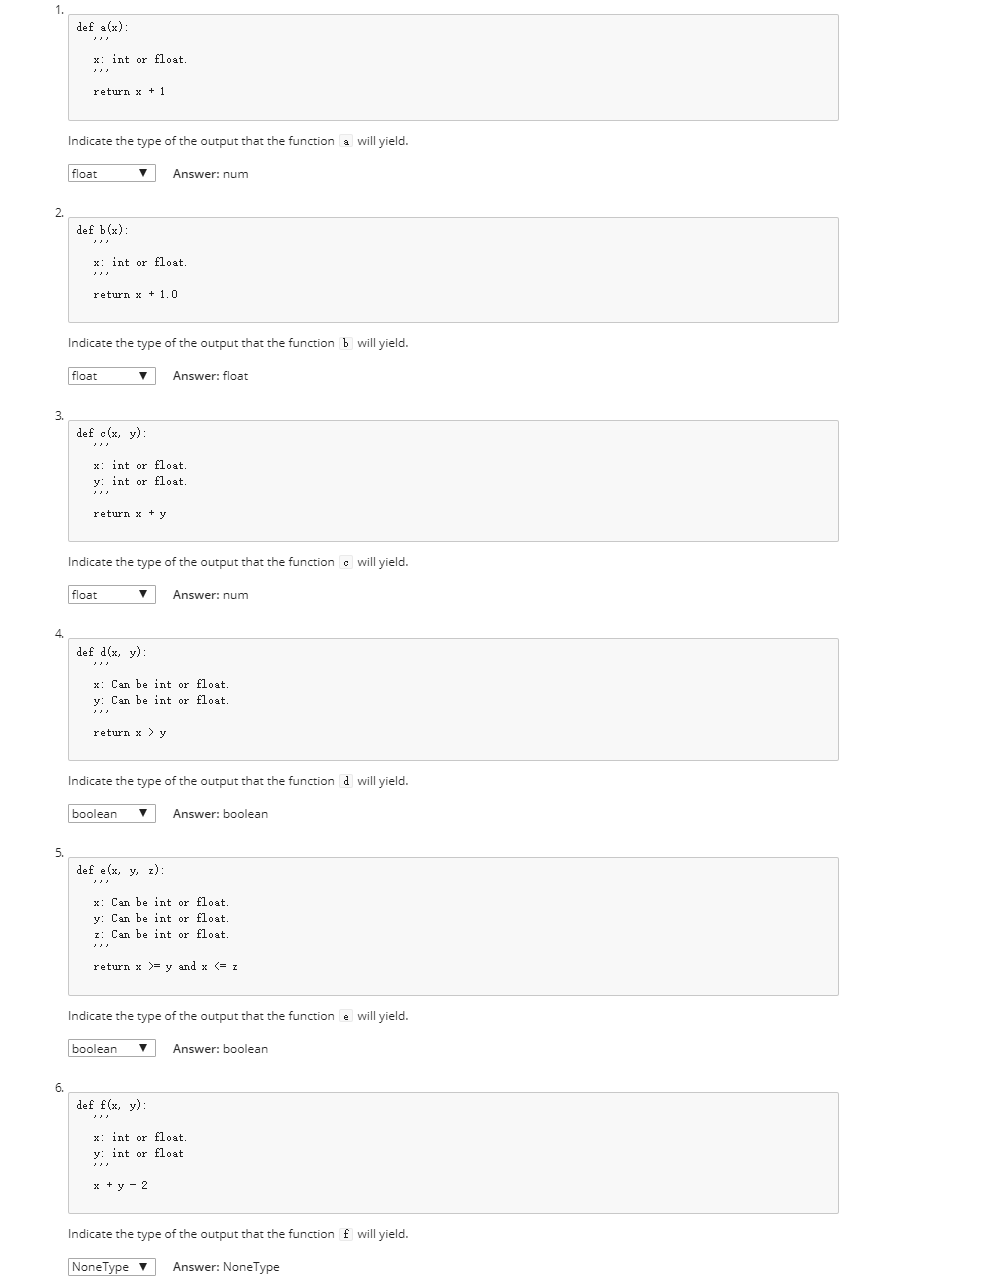 1.
def a(x):
'''
x: int or float.
'''
return x + 1
Indicate the type of the output that the function a will yield.
float ▼ Answer: num
2.
def b(x):
'''
x: int or float.
'''
return x + 1.0
Indicate the type of the output that the function b will yield.
float ▼ Answer: float
3.
def c(x, y):
'''
x: int or float.
y: int or float.
'''
return x + y
Indicate the type of the output that the function c will yield.
float ▼ Answer: num
4.
def d(x, y):
'''
x: Can be int or float.
y: Can be int or float.
'''
return x > y
Indicate the type of the output that the function d will yield.
boolean ▼ Answer: boolean
5.
def e(x, y, z):
'''
x: Can be int or float.
y: Can be int or float.
z: Can be int or float.
'''
return x >= y and x <= z
Indicate the type of the output that the function e will yield.
boolean ▼ Answer: boolean
6.
def f(x, y):
'''
x: int or float.
y: int or float
'''
x + y - 2
Indicate the type of the output that the function f will yield.
NoneType ▼ Answer: NoneType